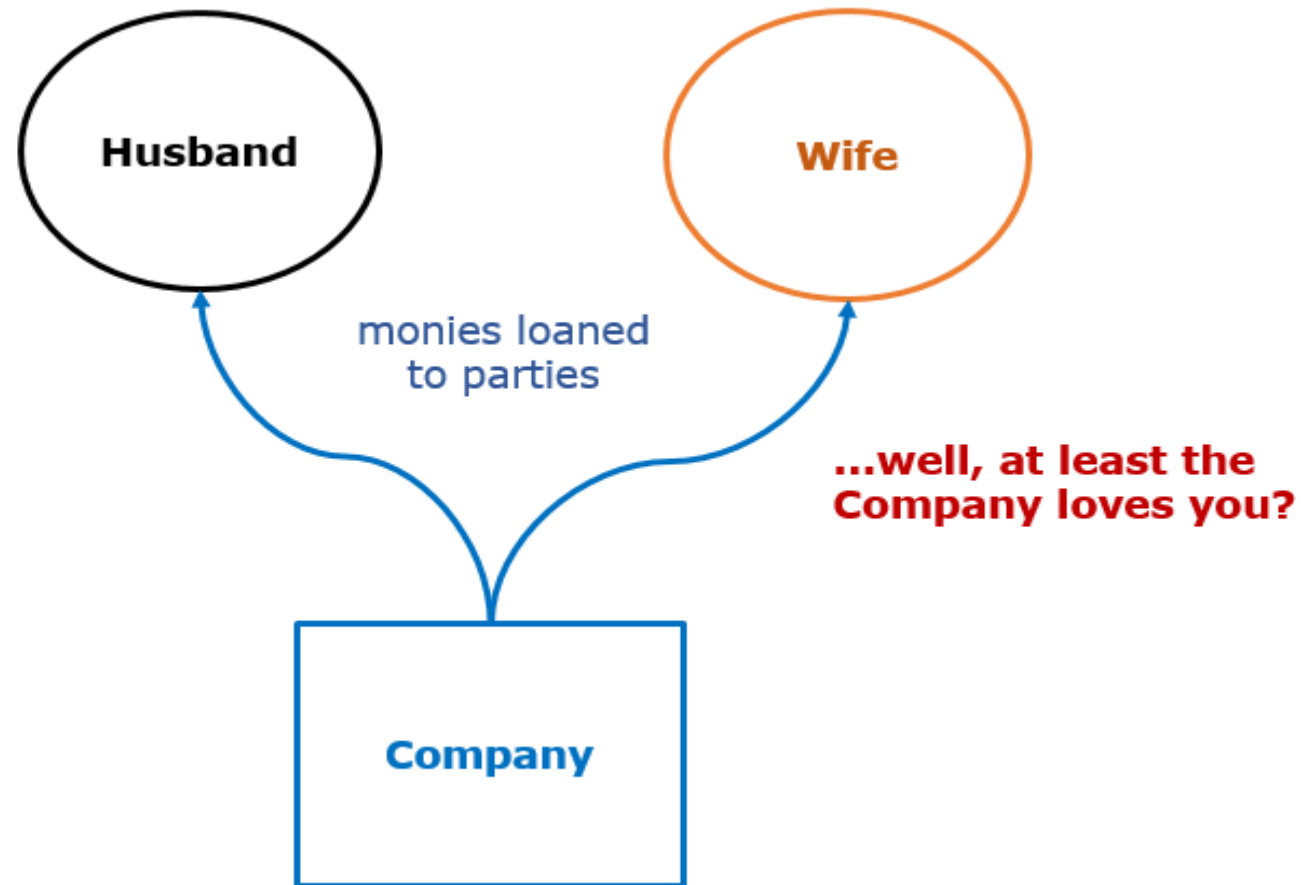 Husband
Wife
monies loaned
to parties
...well, at least the
Company loves you?
Company